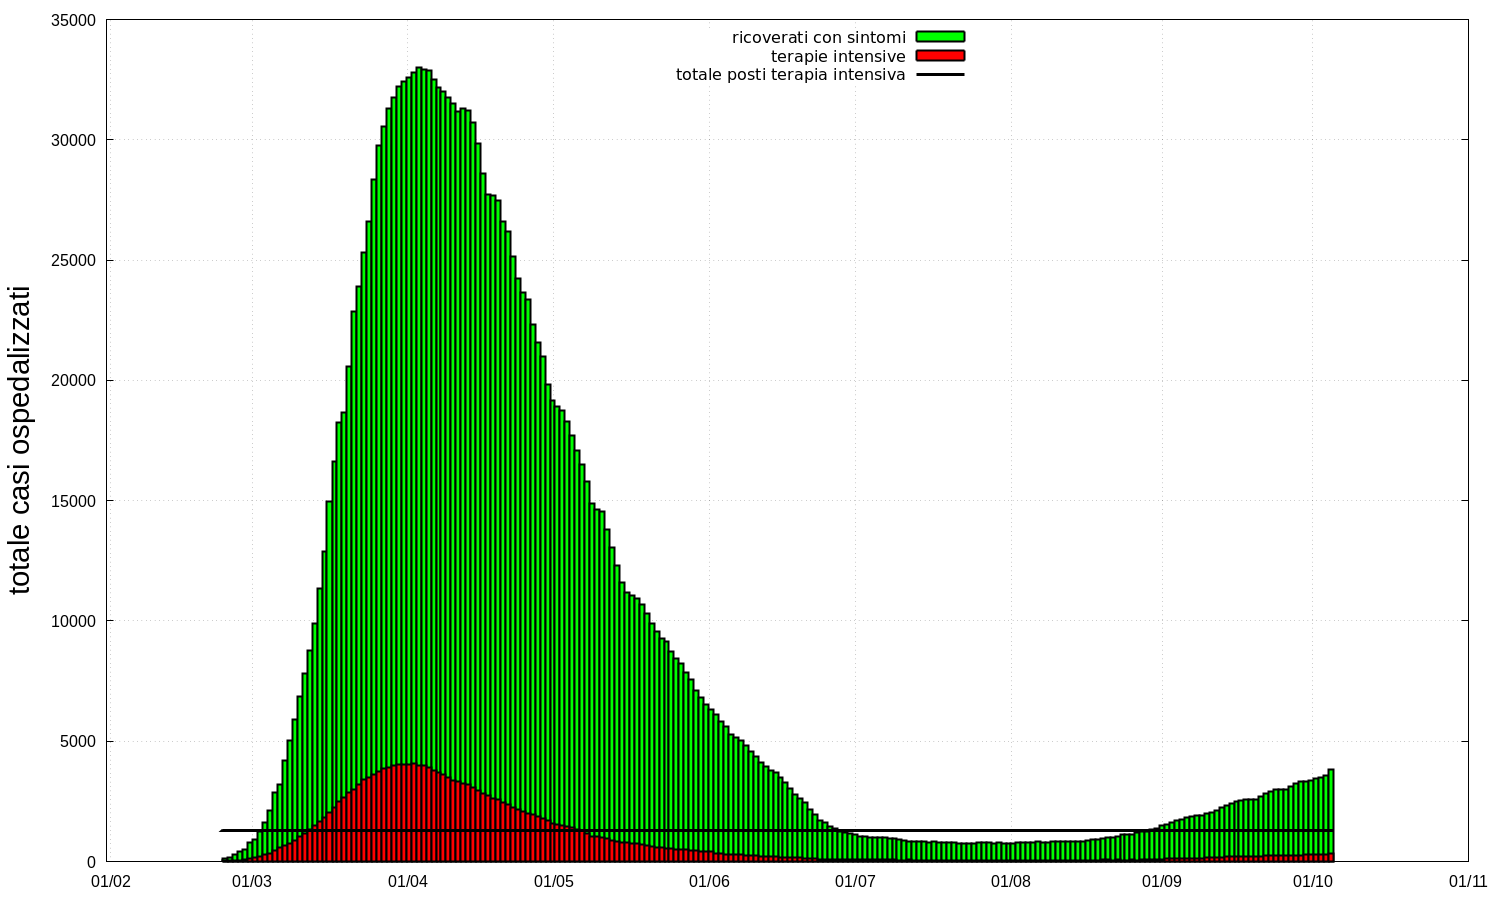 35000
30000
25000
20000
15000
10000
5000
0
totale casi ospedalizzati
ricoverati con sintomi
terapie intensive
totale posti terapia intensiva
01/02 01/03 01/04 01/05 01/06 01/07 01/08 01/09 01/10 01/11